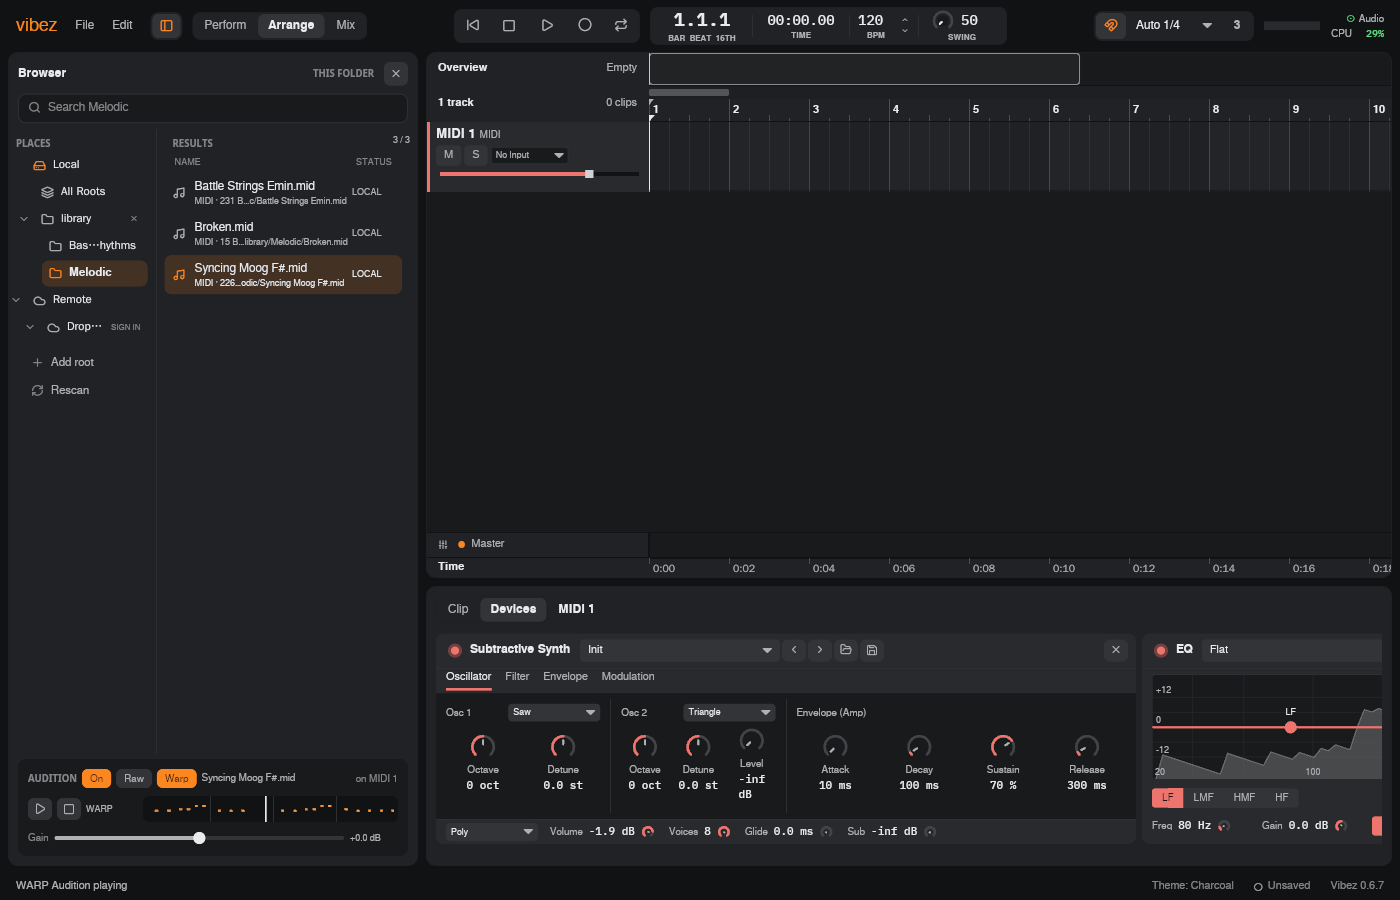 vibez File Edit Perform Arrange Mix
1.1.1 00:00.00 120 50
BAR BEAT 16TH TIME BPM SWING
Auto 1/4 3
Audio
CPU 29%
Browser THIS FOLDER
Search Melodic
PLACES
Local
All Roots
library
Bas···hythms
Melodic
Remote
Drop··· SIGN IN
Add root
Rescan
RESULTS 3 / 3
NAME STATUS
Battle Strings Emin.mid
MIDI · 231 B...c/Battle Strings Emin.mid LOCAL
Broken.mid
MIDI · 15 B...library/Melodic/Broken.mid LOCAL
Syncing Moog F#.mid
MIDI · 226...odic/Syncing Moog F#.mid LOCAL
AUDITION On Raw Warp Syncing Moog F#.mid on MIDI 1
WARP
Gain +0.0 dB
Overview Empty
1 track 0 clips
1 2 3 4 5 6 7 8 9 10
MIDI 1 MIDI
M S No Input
Master
Time 0:00 0:02 0:04 0:06 0:08 0:10 0:12 0:14 0:16 0:18
Clip Devices MIDI 1
Subtractive Synth Init
Oscillator Filter Envelope Modulation
Osc 1 Saw Osc 2 Triangle Envelope (Amp)
Octave Detune Octave Detune Level Attack Decay Sustain Release
0 oct 0.0 st 0 oct 0.0 st -inf dB 10 ms 100 ms 70 % 300 ms
Poly Volume -1.9 dB Voices 8 Glide 0.0 ms Sub -inf dB
EQ Flat
+12
0
-12
LF
20 100
LF LMF HMF HF
Freq 80 Hz Gain 0.0 dB
WARP Audition playing Theme: Charcoal Unsaved Vibez 0.6.7